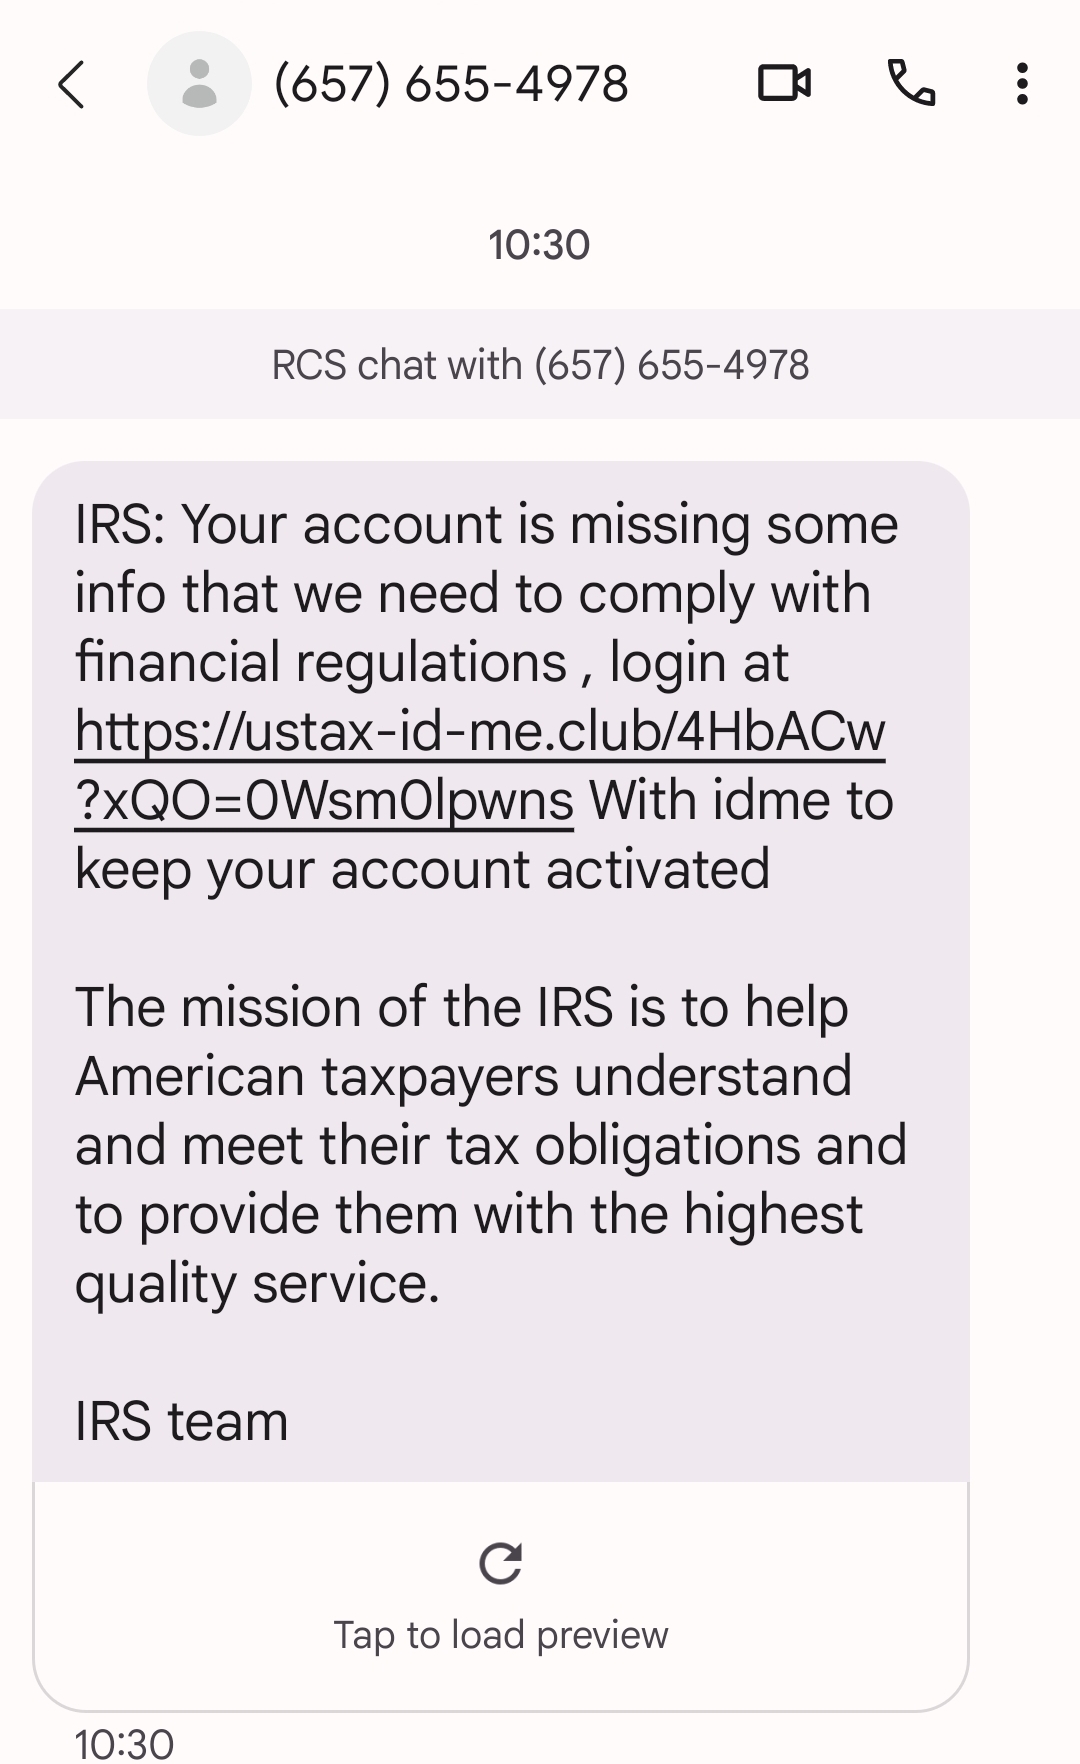 (657) 655-4978
10:30
RCS chat with (657) 655-4978
IRS: Your account is missing some
info that we need to comply with
financial regulations , login at
https://ustax-id-me.club/4HbACw
?xQO=0Wsm0lpwns With idme to
keep your account activated
The mission of the IRS is to help
American taxpayers understand
and meet their tax obligations and
to provide them with the highest
quality service.
IRS team
Tap to load preview
10:30